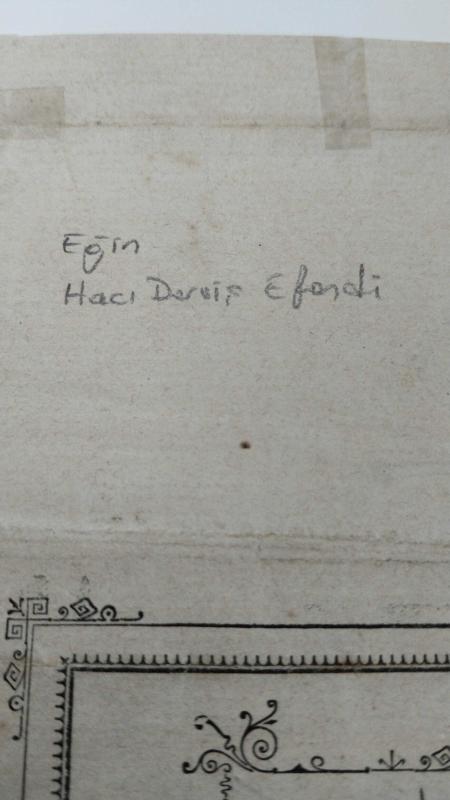 Eğin
Hacı Derviş Efendi